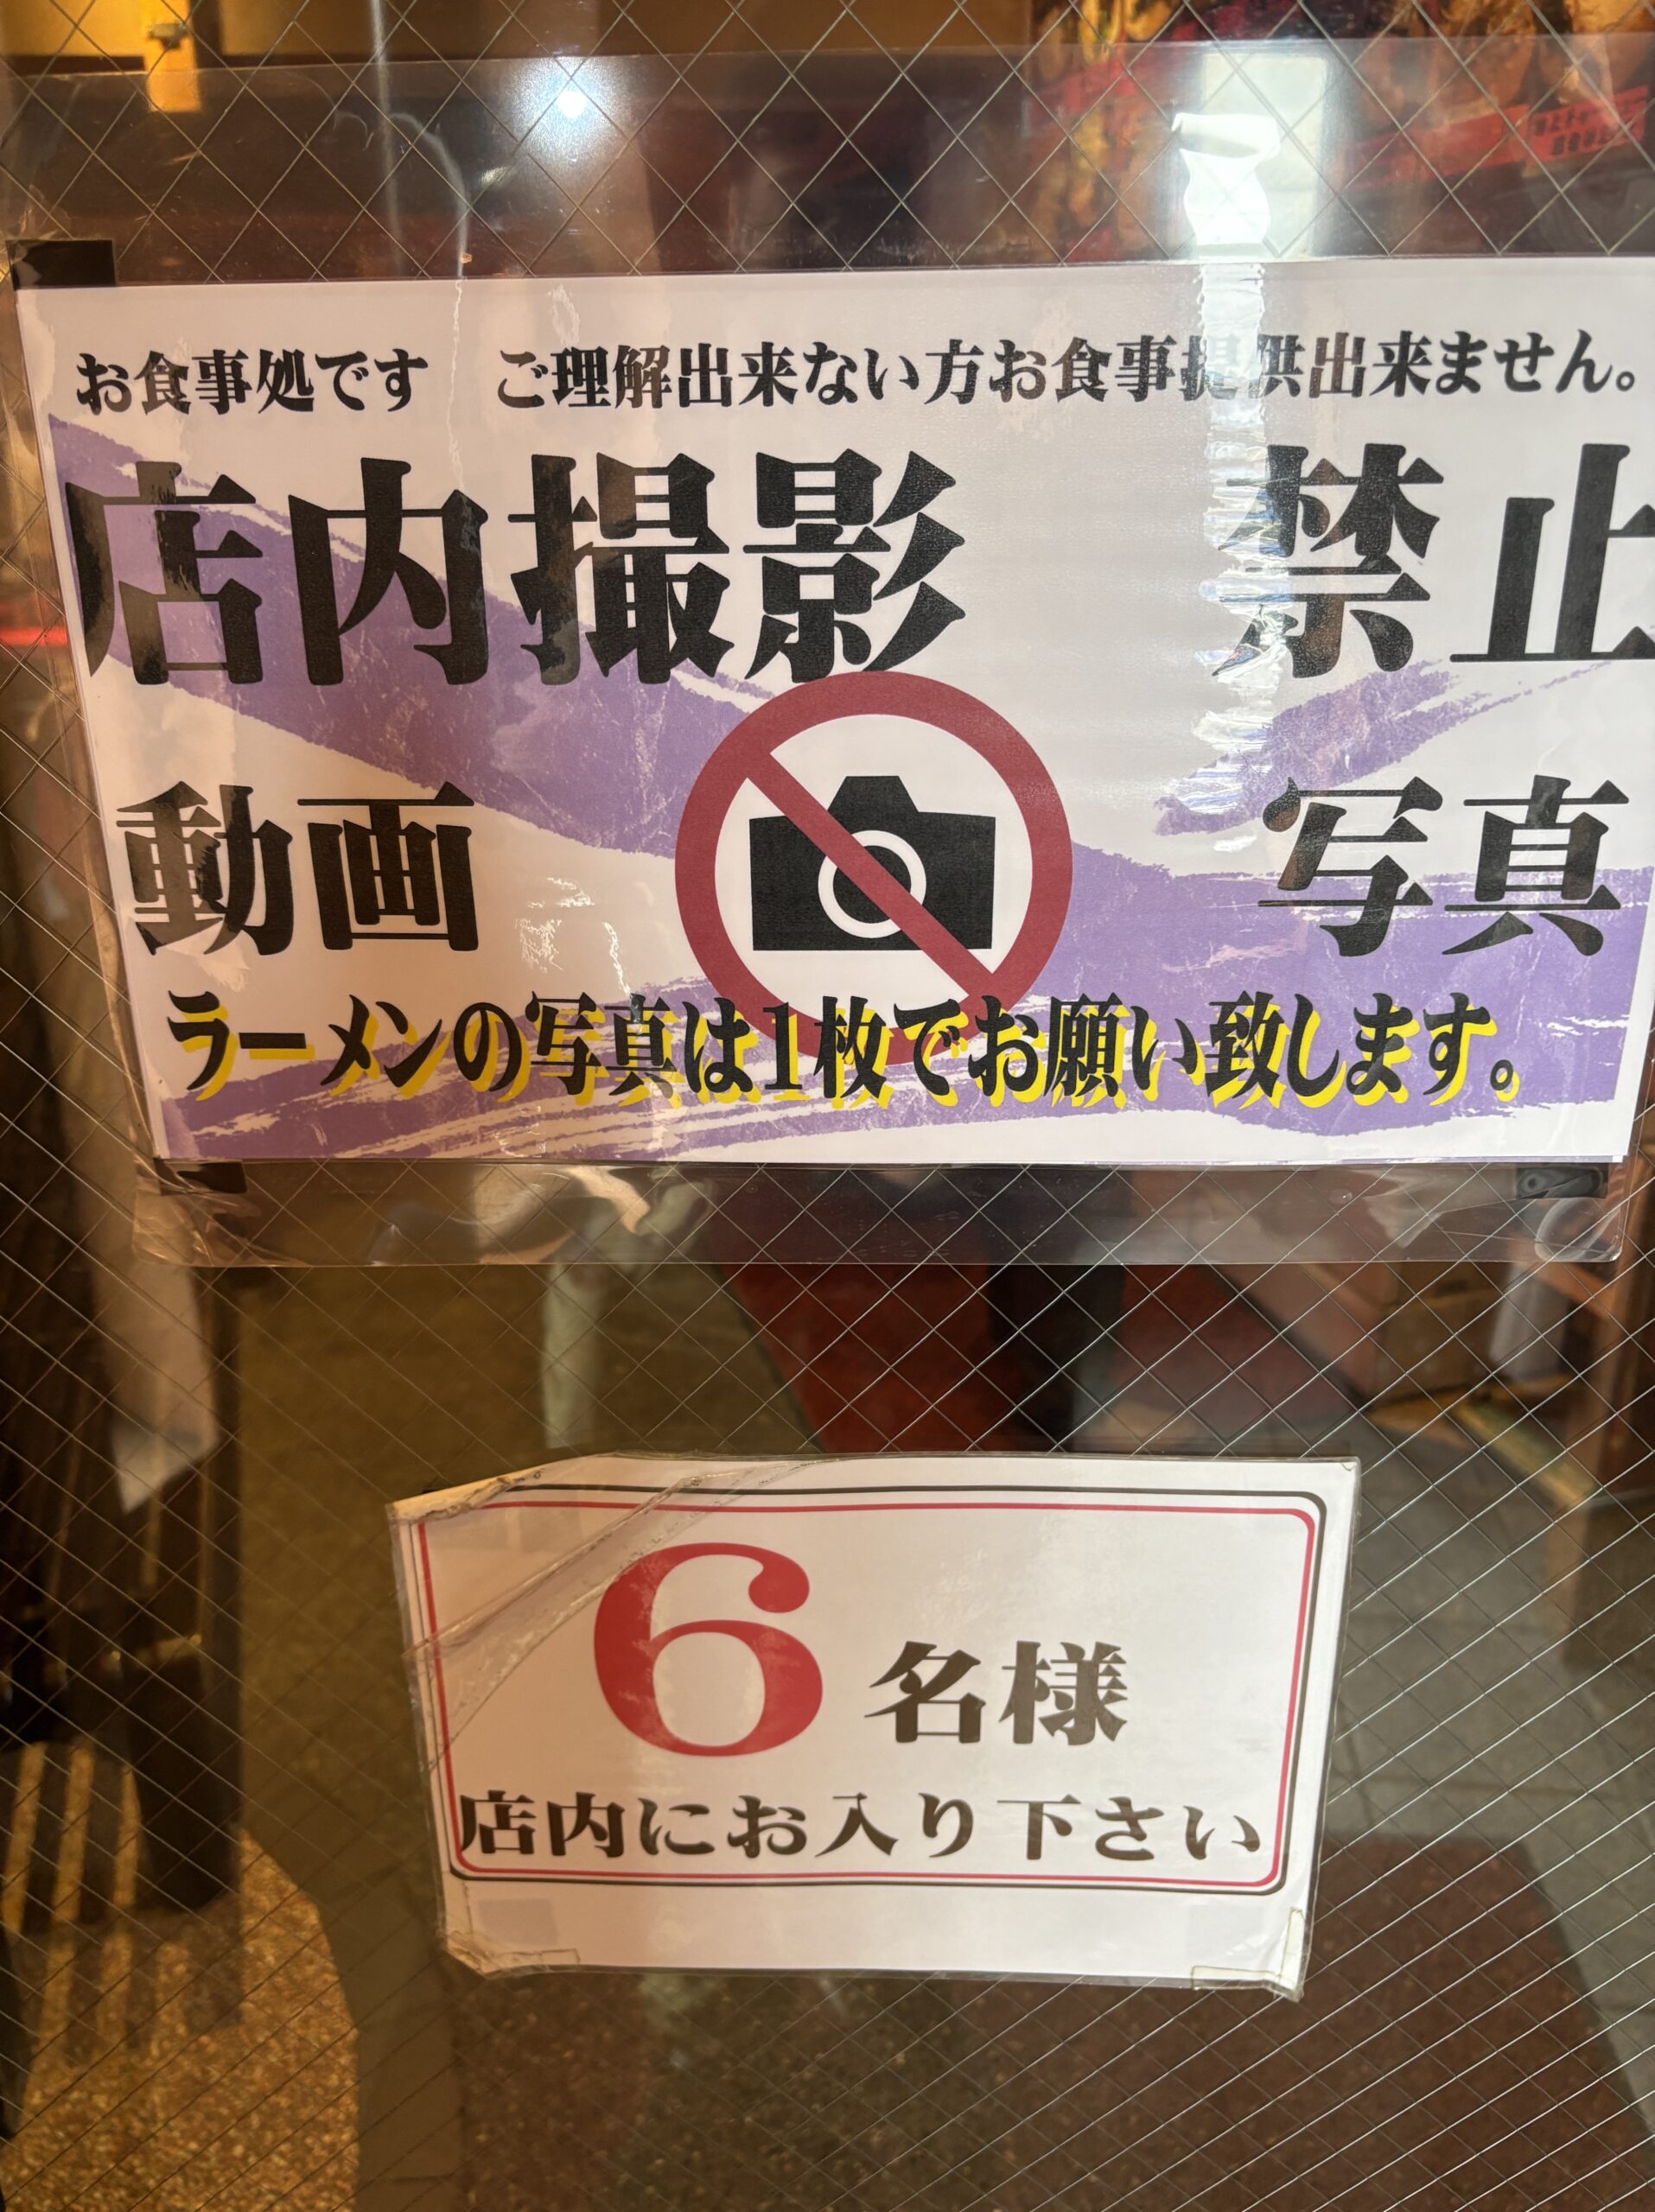 お食事処です ご理解出来ない方お食事提供出来ません。
店内撮影 禁止
動画 写真
ラーメンの写真は1枚でお願い致します。
6名様
店内にお入り下さい